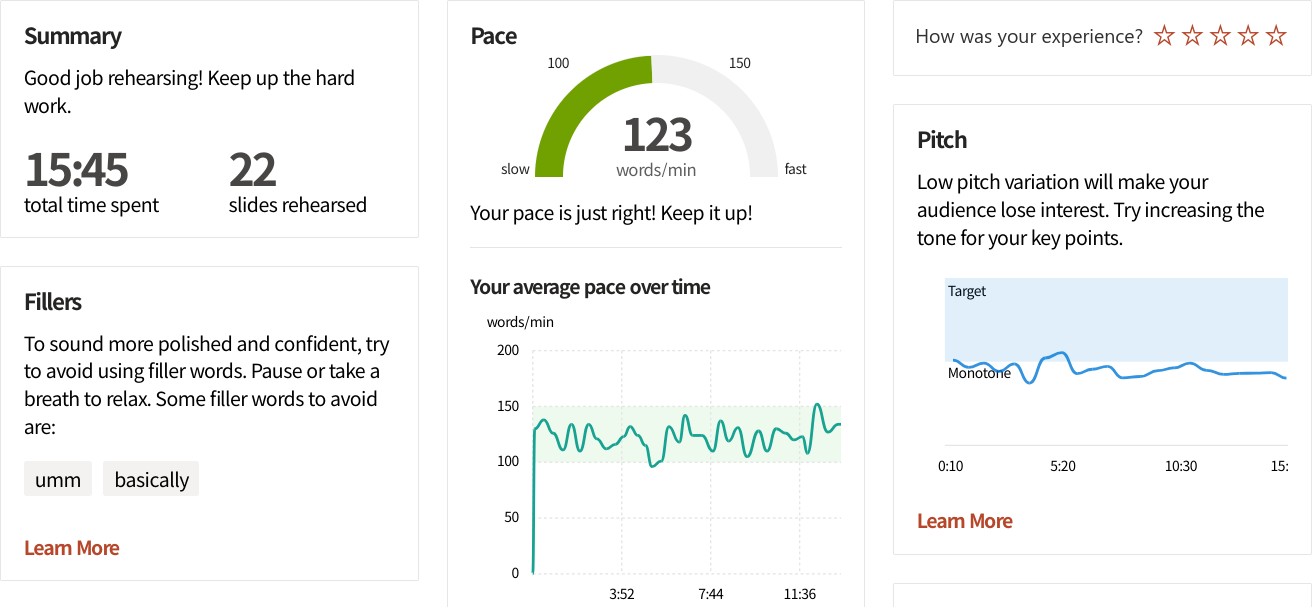 Summary
Good job rehearsing! Keep up the hard
work.
15:45
22
total time spent
slides rehearsed
Fillers
To sound more polished and confident, try
to avoid using filler words. Pause or take a
breath to relax. Some filler words to avoid
are:
umm
basically
Learn More
Pace
100
150
123
slow
words/min
fast
Your pace is just right! Keep it up!
Your average pace over time
words/min
200
150
100
50
0
3:52
7:44
11:36
How was your experience?
Pitch
Low pitch variation will make your
audience lose interest. Try increasing the
tone for your key points.
Target
Monotone
0:10
5:20
10:30
15:
Learn More